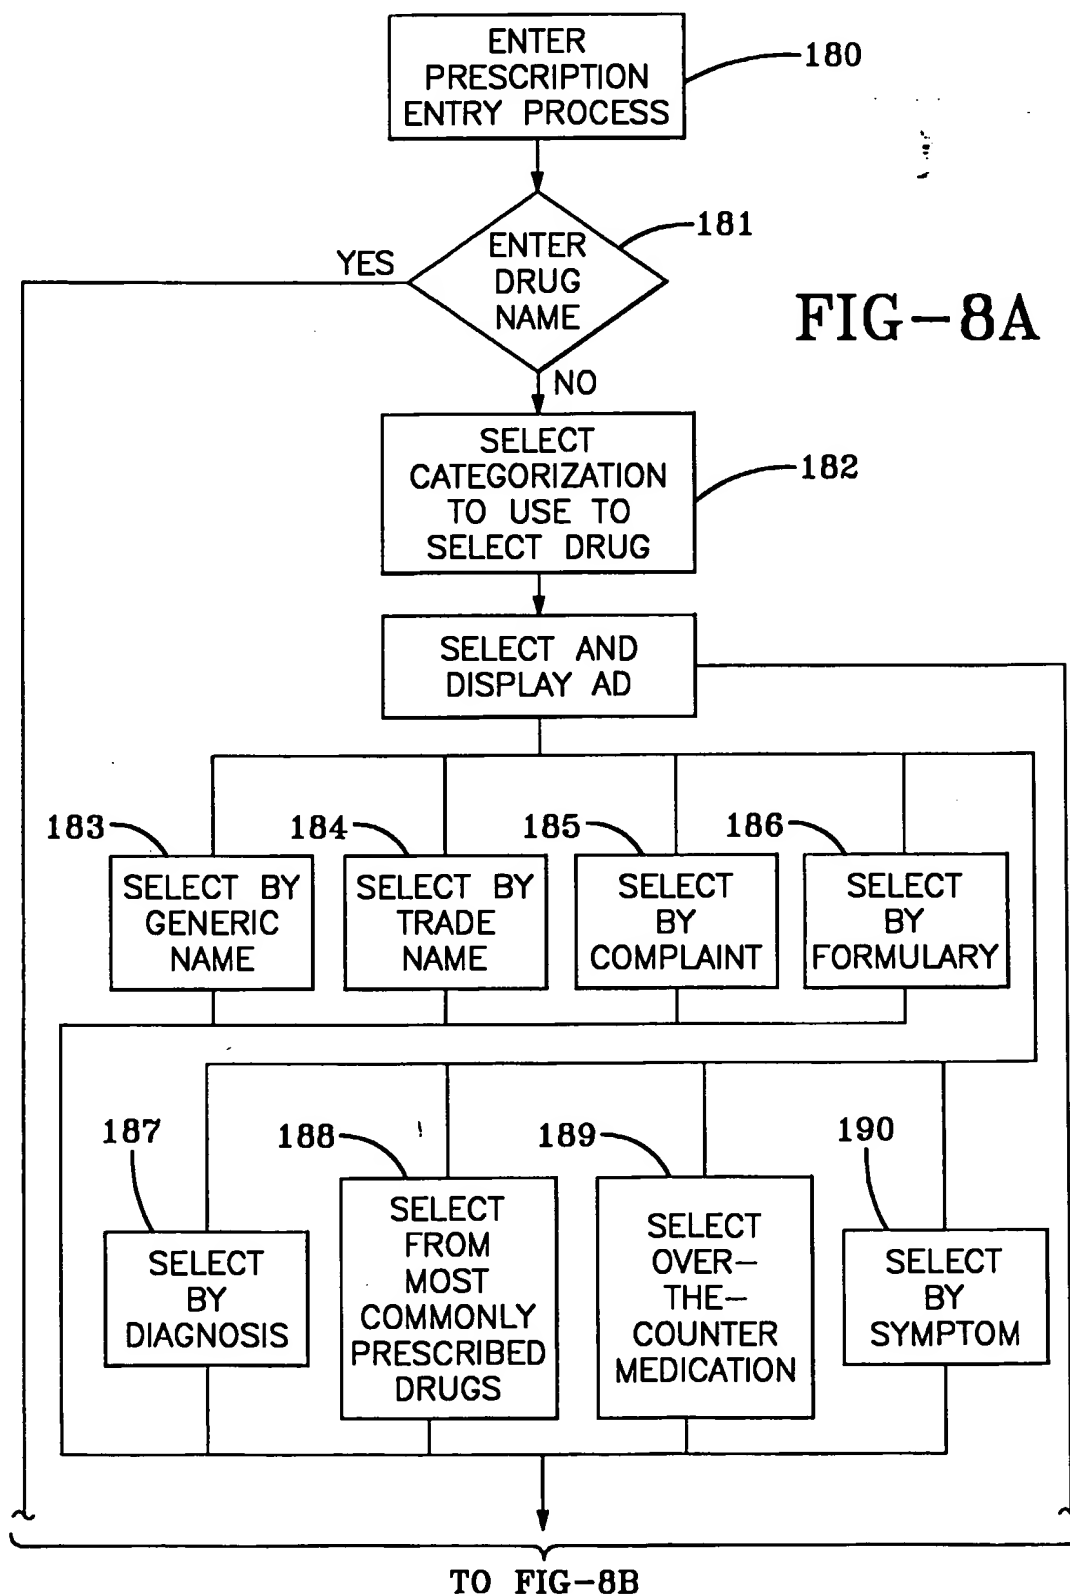 ENTER
PRESCRIPTION
ENTRY PROCESS
180
ENTER
DRUG
NAME
181
YES
NO
FIG-8A
SELECT
CATEGORIZATION
TO USE TO
SELECT DRUG
182
SELECT AND
DISPLAY AD
183
SELECT BY
GENERIC
NAME
184
SELECT BY
TRADE
NAME
185
SELECT
BY
COMPLAINT
186
SELECT
BY
FORMULARY
187
SELECT
BY
DIAGNOSIS
188
SELECT
FROM
MOST
COMMONLY
PRESCRIBED
DRUGS
189
SELECT
OVER-
THE-
COUNTER
MEDICATION
190
SELECT
BY
SYMPTOM
TO FIG-8B